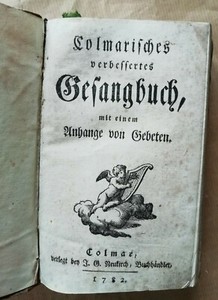 Colmarisches
verbessertes
Gesangbuch,
mit einem
Anhange von Gebeten.
Colmar,
verlegt bey J. G. Neukirch, Buchhändler,
1782.